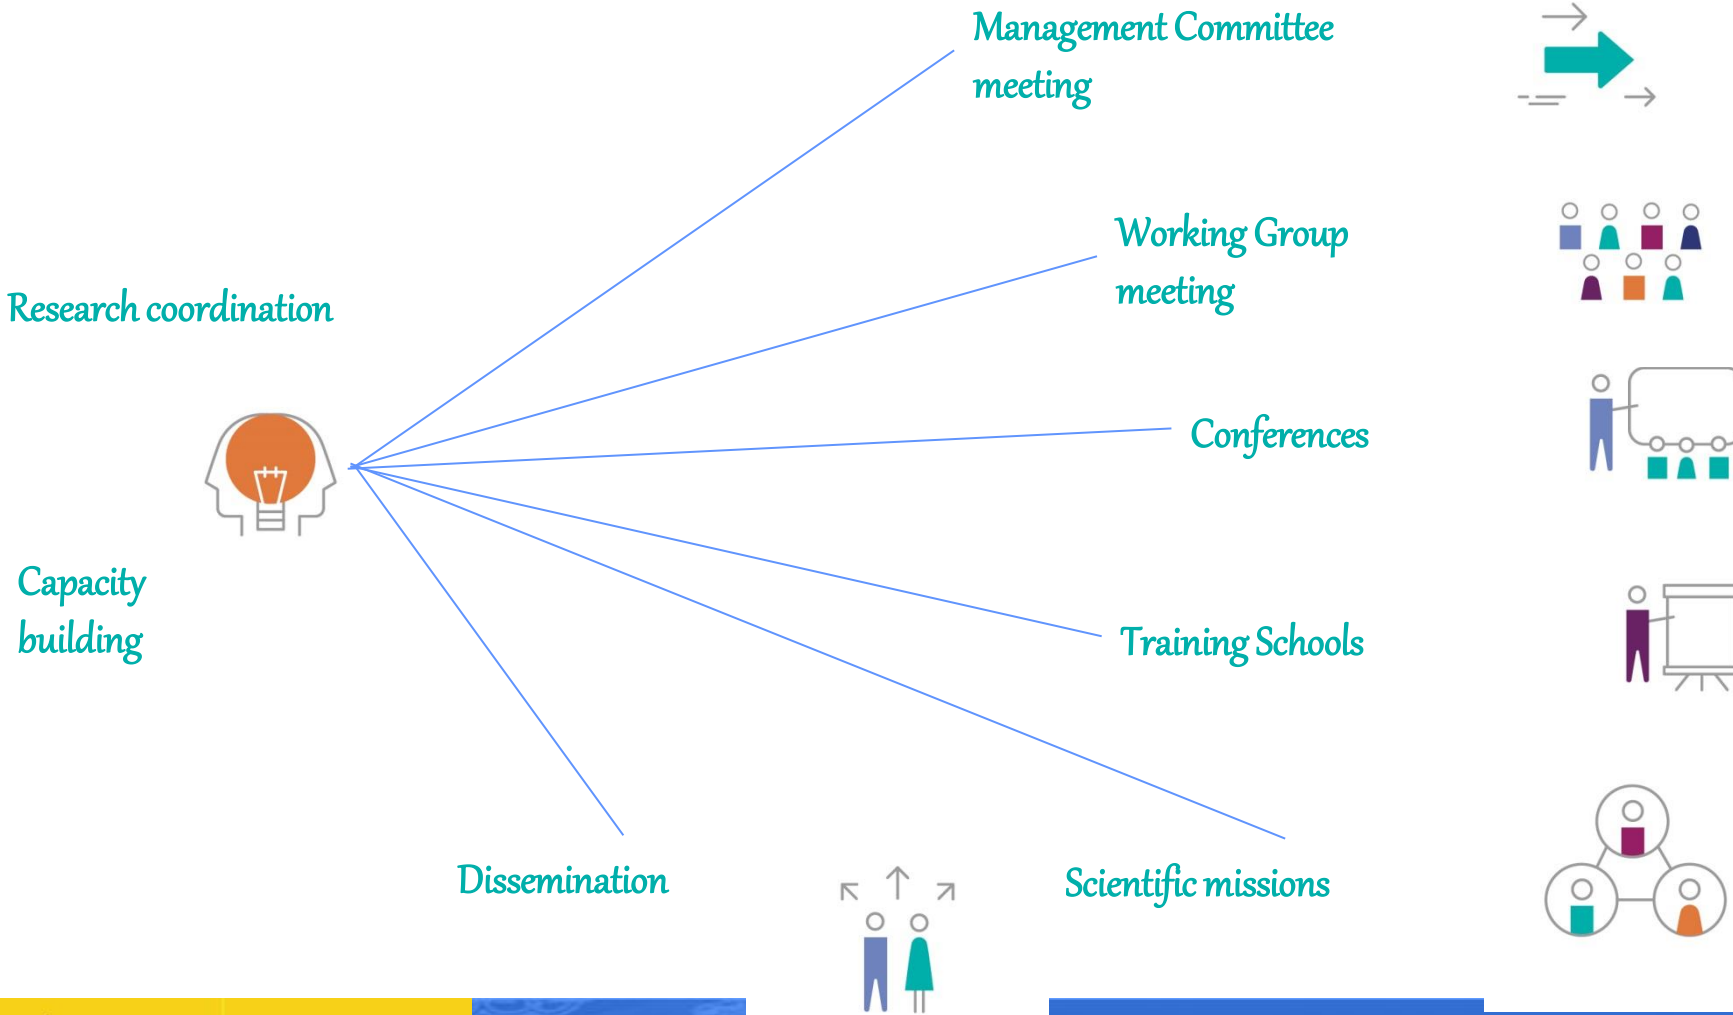 Management Committee
meeting
Working Group
meeting
Research coordination
Conferences
Capacity
building
Training Schools
Dissemination
Scientific missions